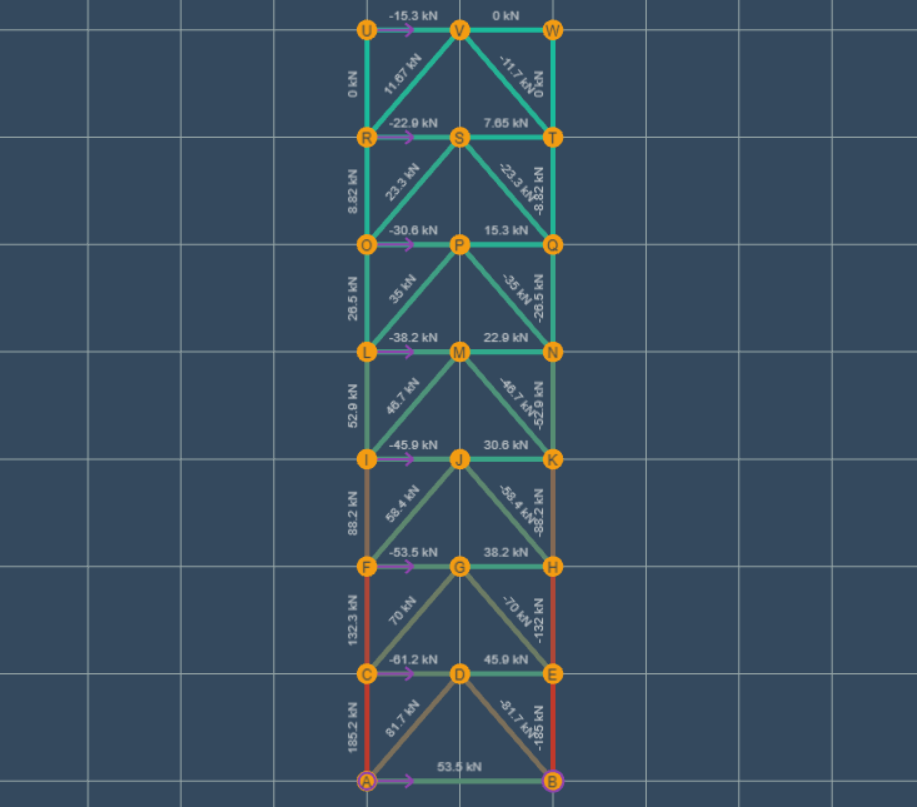 -15.3 kN 0 kN
U V W
0 kN 11.67 kN -11.7 kN 0 kN
-22.9 kN 7.65 kN
R S T
8.82 kN 23.3 kN -23.3 kN -8.82 kN
-30.6 kN 15.3 kN
O P Q
26.5 kN 35 kN -35 kN -26.5 kN
-38.2 kN 22.9 kN
L M N
52.9 kN 46.7 kN -46.7 kN -52.9 kN
-45.9 kN 30.6 kN
I J K
88.2 kN 58.4 kN -58.4 kN -88.2 kN
-53.5 kN 38.2 kN
F G H
132.3 kN 70 kN -70 kN -132 kN
-61.2 kN 45.9 kN
C D E
185.2 kN 81.7 kN -81.7 kN -185 kN
53.5 kN
A B